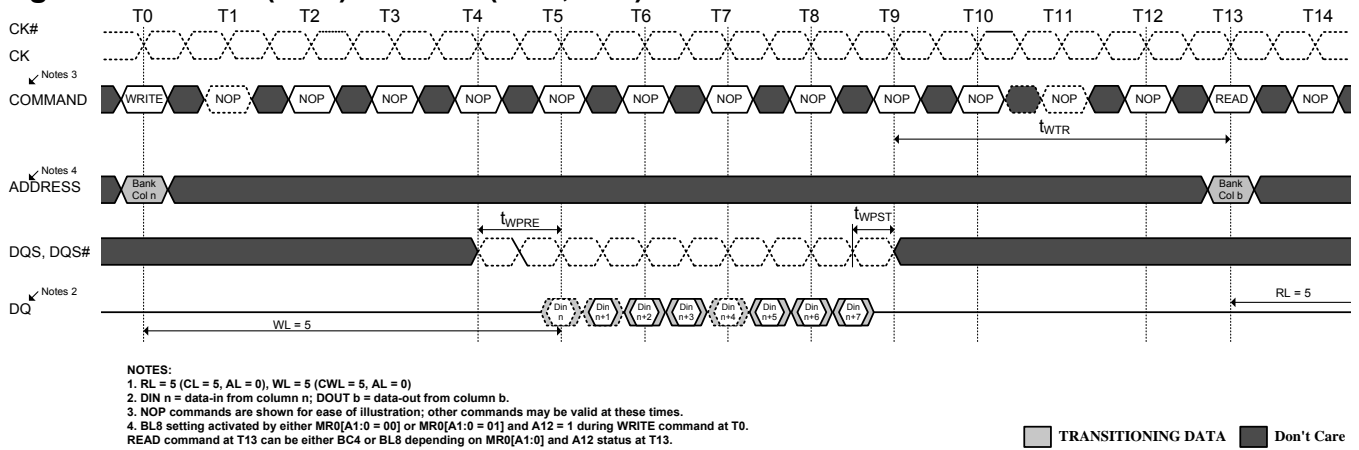 T0 T1 T2 T3 T4 T5 T6 T7 T8 T9 T10 T11 T12 T13 T14
CK#
CK
Notes 3
COMMAND WRITE NOP NOP NOP NOP NOP NOP NOP NOP NOP NOP NOP NOP READ NOP
tWTR
Notes 4
ADDRESS
Bank Bank
Col n Col b
tWPRE tWPST
DQS, DQS#
Notes 2
DQ
Din Din Din Din Din Din Din Din
n n+1 n+2 n+3 n+4 n+5 n+6 n+7
RL = 5
WL = 5
NOTES:
1. RL = 5 (CL = 5, AL = 0), WL = 5 (CWL = 5, AL = 0)
2. DIN n = data-in from column n; DOUT b = data-out from column b.
3. NOP commands are shown for ease of illustration; other commands may be valid at these times.
4. BL8 setting activated by either MR0[A1:0 = 00] or MR0[A1:0 = 01] and A12 = 1 during WRITE command at T0.
READ command at T13 can be either BC4 or BL8 depending on MR0[A1:0] and A12 status at T13.
TRANSITIONING DATA Don't Care